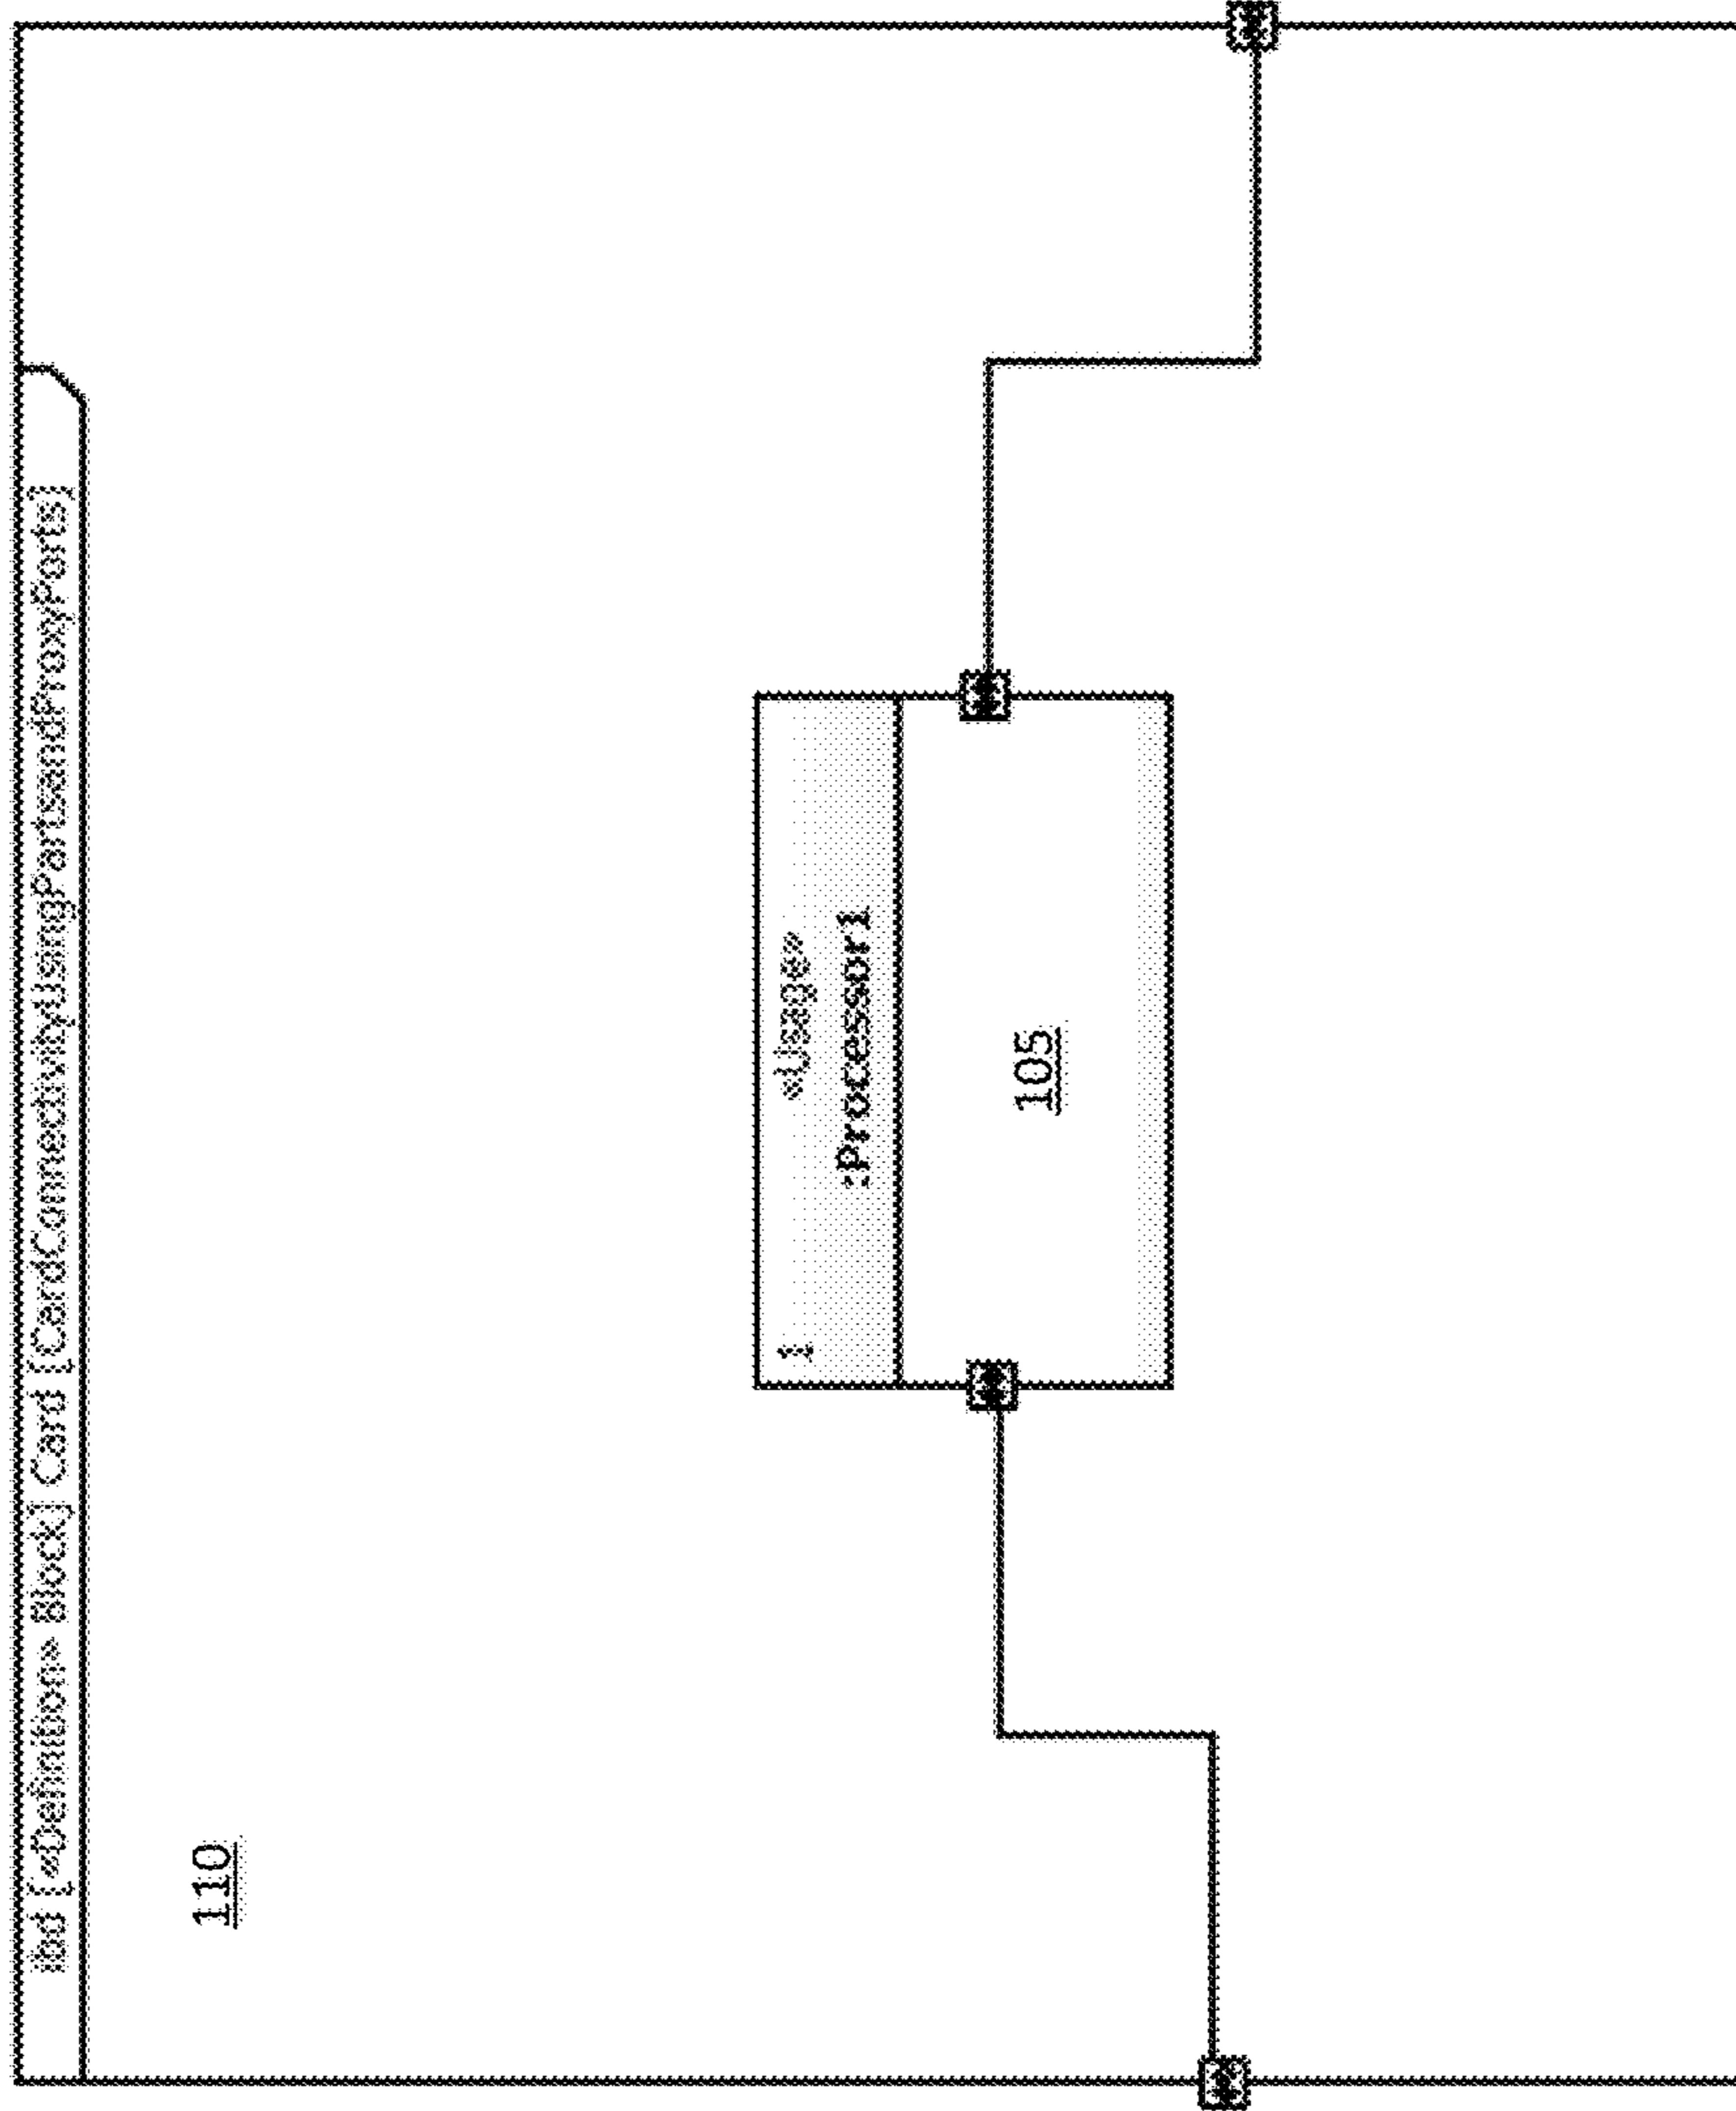 ibd [«Definition» Block] Card [CardConnectivityUsingPartsandProxyPorts]
110
1
«Usage»
:Processor1
105